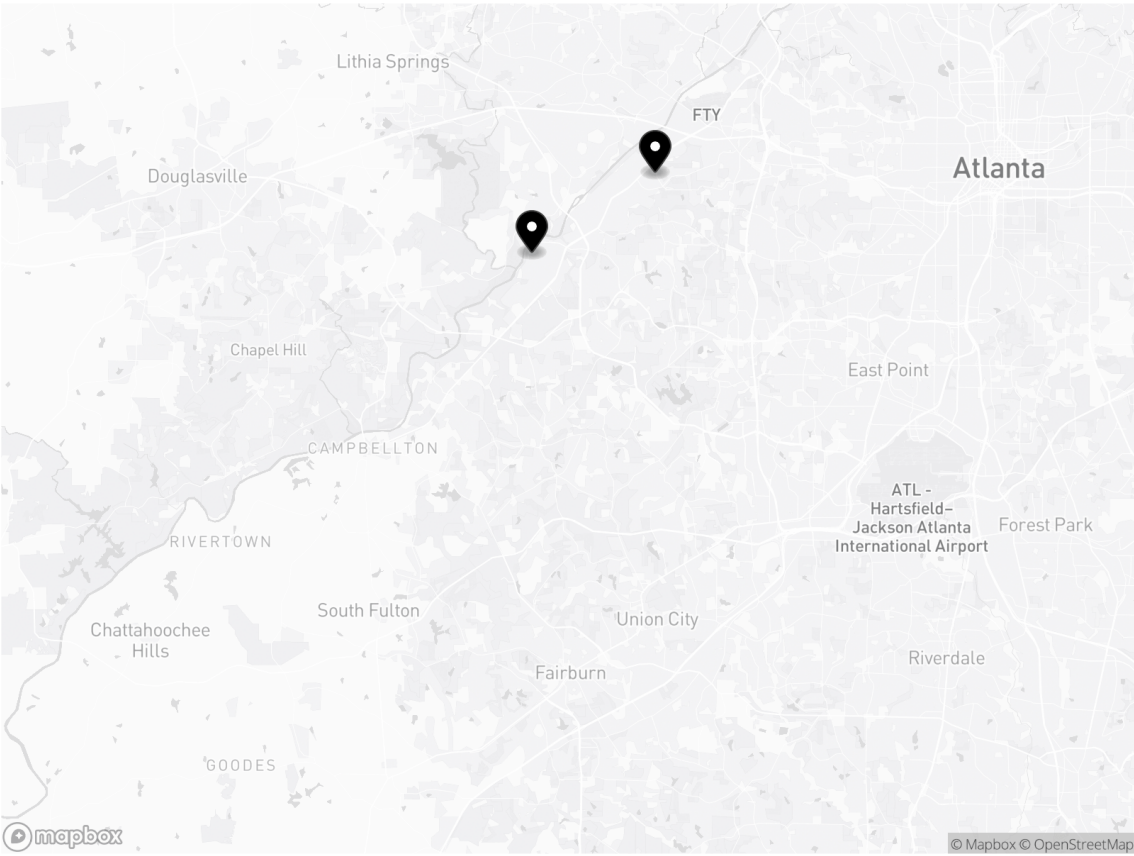 Lithia Springs
FTY
Atlanta
Douglasville
Chapel Hill
East Point
CAMPBELLTON
ATL -
Hartsfield–
Jackson Atlanta
International Airport
Forest Park
RIVERTOWN
South Fulton
Union City
Chattahoochee
Hills
Riverdale
Fairburn
GOODES
mapbox
© Mapbox © OpenStreetMap